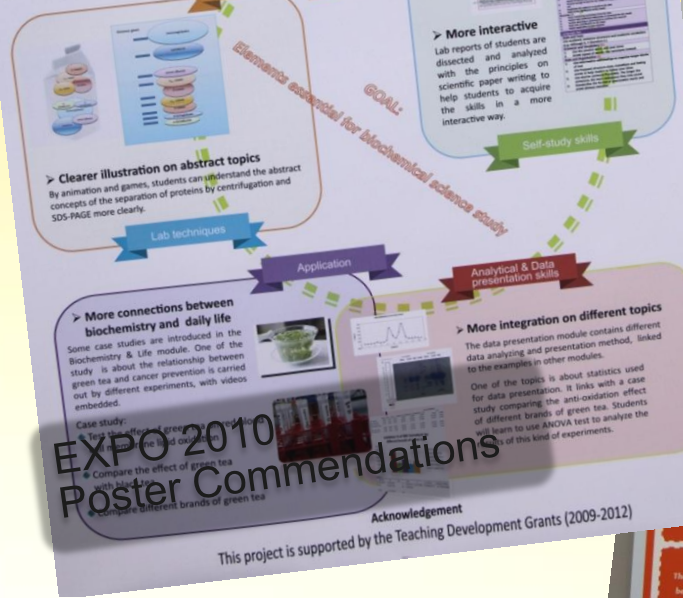 ➤ More interactive
Lab reports of students are
dissected and analyzed
with the principles on
scientific paper writing to
help students to acquire
the skills in a more
interactive way.
Self-study skills
GOAL:
Elements essential for biochemical science study
➤ Clearer illustration on abstract topics
By animation and games, students can understand the abstract
concepts of the separation of proteins by centrifugation and
SDS-PAGE more clearly.
Lab techniques
Application
Analytical & Data
presentation skills
➤ More connections between
biochemistry and daily life
Some case studies are introduced in the
Biochemistry & Life module. One of the
study is about the relationship between
green tea and cancer prevention is carried
out by different experiments, with videos
embedded.
Case study:
Test the effect of green tea red blood
lipid oxidation
Compare the effect of green tea
with black tea
Compare different brands of green tea
➤ More integration on different topics
The data presentation module contains different
data analyzing and presentation method, linked
to the examples in other modules.
One of the topics is about statistics used
for data presentation. It links with a case
study comparing the anti-oxidation effect
of different brands of green tea. Students
will learn to use ANOVA test to analyze the
of this kind of experiments.
EXPO 2010
Poster Commendations
Acknowledgement
This project is supported by the Teaching Development Grants (2009-2012)